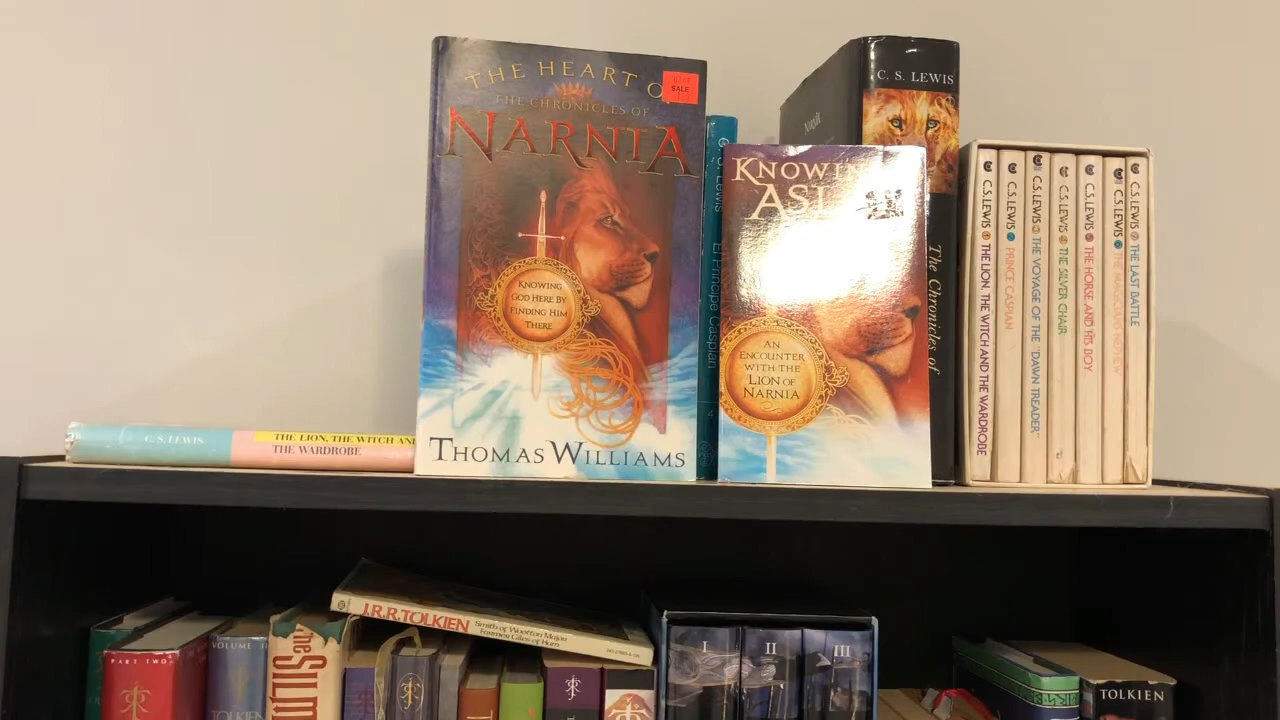 THE HEART
THE CHRONICLES OF
NARNIA
SALE
KNOWING
GOD HERE BY
FINDING HIM
THERE
THOMAS WILLIAMS
C. S. LEWIS
THE LION, THE WITCH AND
THE WARDROBE
C. S. Lewis El Príncipe Caspian 4
AN
ENCOUNTER
WITH THE
LION OF
NARNIA
C. S. LEWIS
The Chronicles of
C.S. LEWIS THE LION, THE WITCH AND THE WARDROBE
C.S. LEWIS PRINCE CASPIAN
C.S. LEWIS THE VOYAGE OF THE "DAWN TREADER"
C.S. LEWIS THE SILVER CHAIR
C.S. LEWIS THE HORSE AND HIS BOY
C.S. LEWIS THE MAGICIAN'S NEPHEW
C.S. LEWIS THE LAST BATTLE
J.R.R. TOLKIEN
Smith of Wootton Major
Farmer Giles of Ham
PART TWO
VOLUME
TOLKIEN
The SILM
I
II
III
TOLKIEN